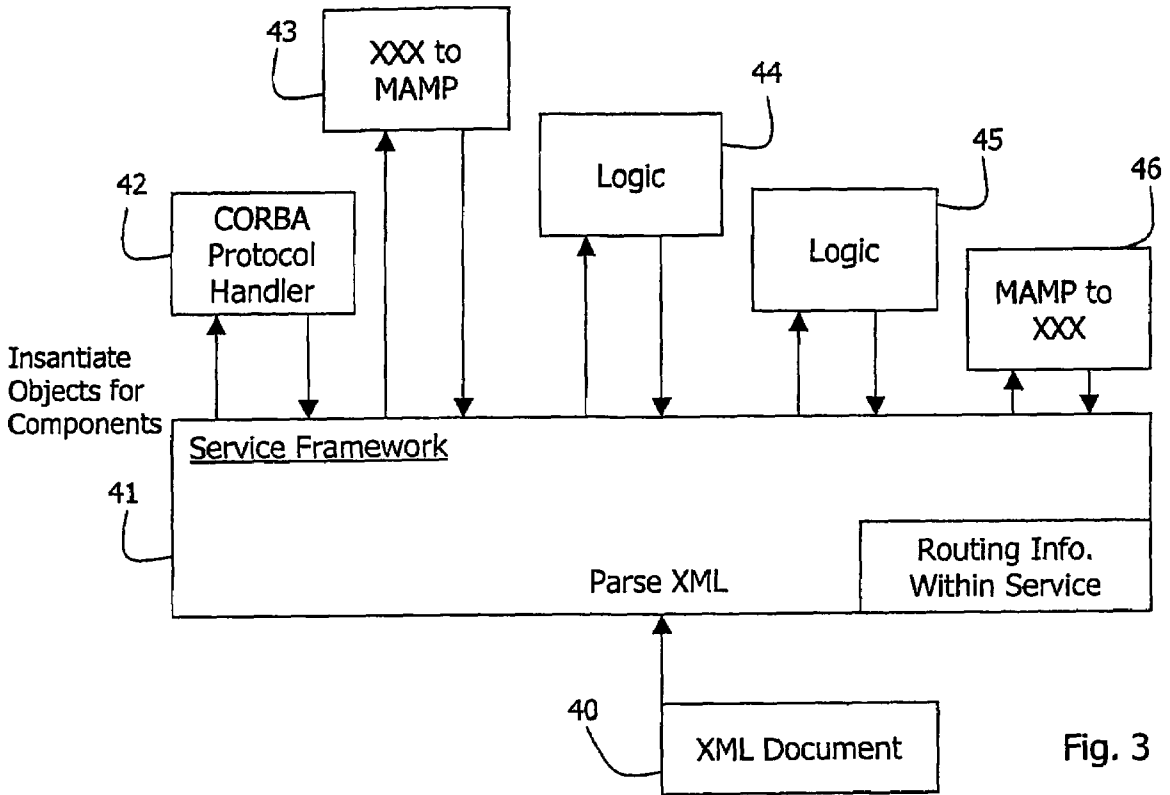 43
XXX to
MAMP
44
Logic
45
Logic
46
MAMP to
XXX
42
CORBA
Protocol
Handler
Insantiate
Objects for
Components
Service Framework
41
Parse XML
Routing Info.
Within Service
40
XML Document
Fig. 3